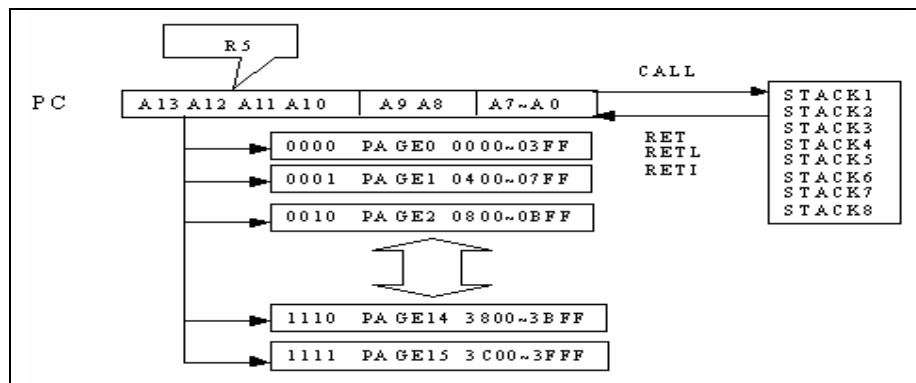 R5
CALL
PC
A13 A12 A11 A10 A9 A8 A7~A0
STACK1
STACK2
STACK3
STACK4
STACK5
STACK6
STACK7
STACK8
RET
RETL
RETI
0000 PAGE0 0000~03FF
0001 PAGE1 0400~07FF
0010 PAGE2 0800~0BFF
1110 PAGE14 3800~3BFF
1111 PAGE15 3C00~3FFF